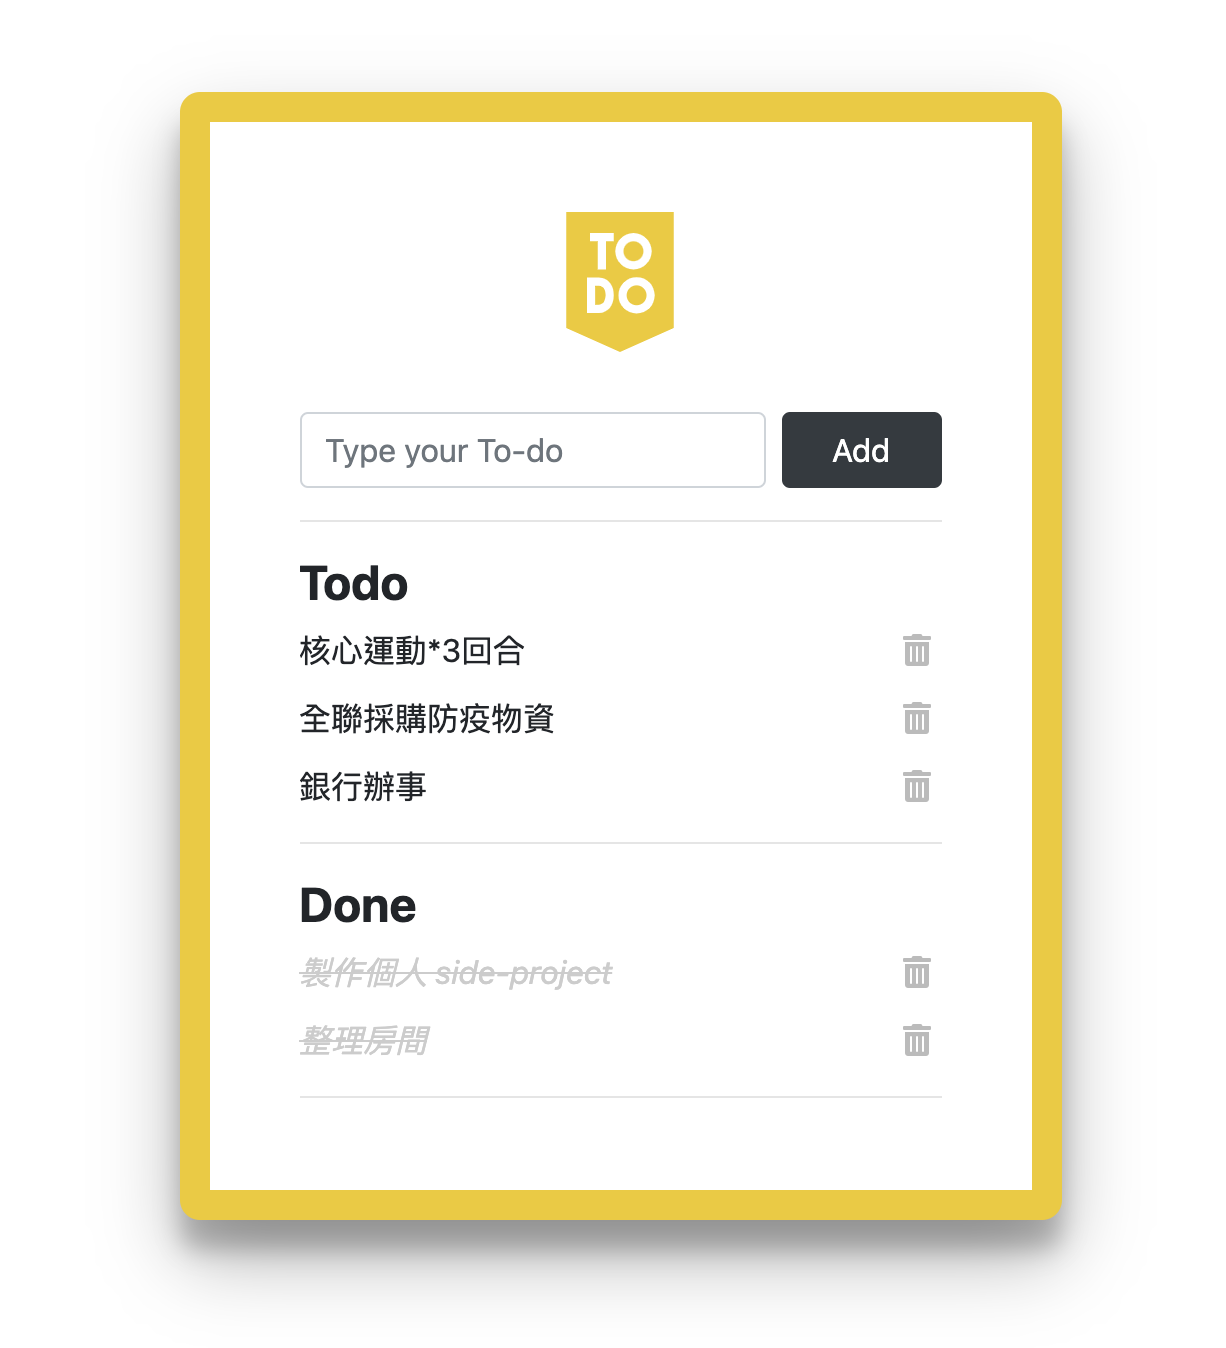 TO
DO
Type your To-do
Add
Todo
核心運動*3回合
全聯採購防疫物資
銀行辦事
Done
製作個人 side-project
整理房間